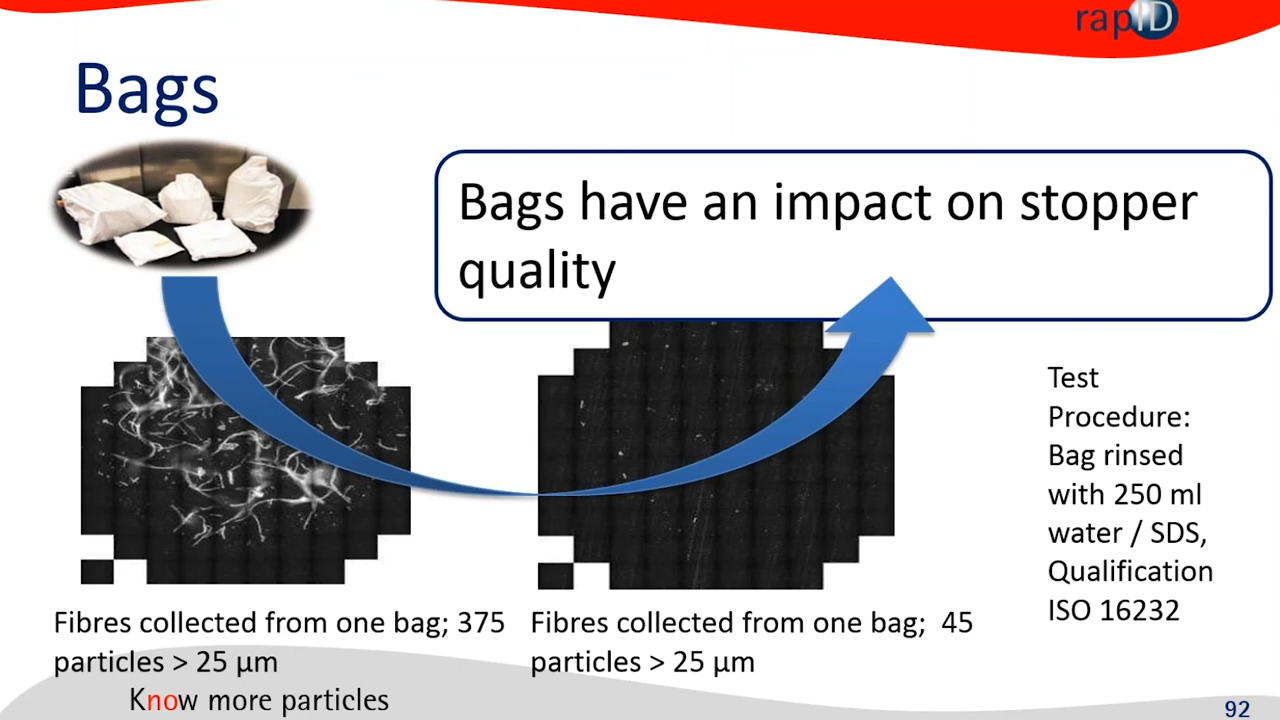 rapID
Bags
Bags have an impact on stopper
quality
Test
Procedure:
Bag rinsed
with 250 ml
water / SDS,
Qualification
ISO 16232
Fibres collected from one bag; 375
particles > 25 µm
Fibres collected from one bag; 45
particles > 25 µm
Know more particles
92